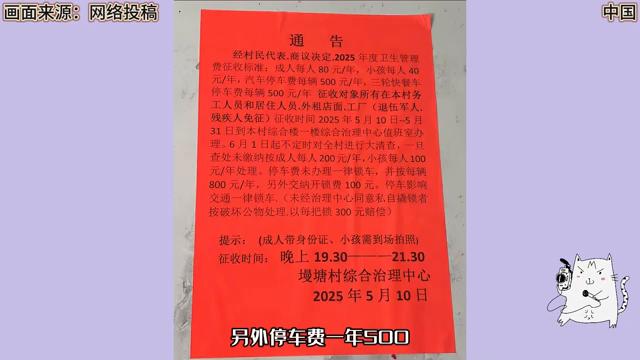 画面来源：网络投稿
中国
通 告
经村民代表.商议决定.2025 年度卫生管理
费征收标准：成人每人 80 元/年，小孩每人 40
元/年，汽车停车费每辆 500 元/年，三轮快餐车
停车费每辆 500 元/年 征收对象所有在本村务
工人员和居住人员.外租店面.工厂（退伍军人.
残疾人免征）征收时间 2025 年 5 月 10 日--5 月
31 日到本村综合楼一楼综合治理中心值班室办
理。6 月 1 日起不定时对全村进行大清查，一旦
查处未缴纳按成人每人 200 元/年，小孩每人 100
元/年处理。停车费未办理一律锁车，并按每辆
800 元/年，另外交纳开锁费 100 元。停车影响
交通一律锁车.（未经治理中心同意私自撬锁者
按破坏公物处理.以每把锁 300 元赔偿）
提示：（成人带身份证、小孩需到场拍照）
征收时间：晚上 19.30———21.30
墁塘村综合治理中心
2025 年 5 月 10 日
另外停车费一年500